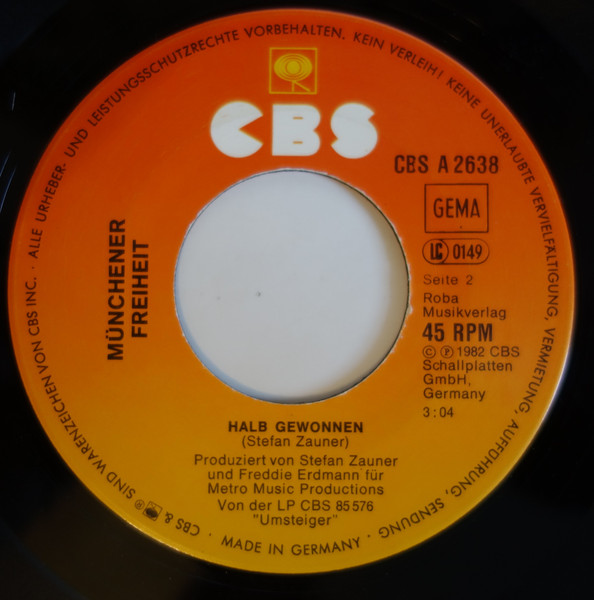 · ALLE URHEBER- UND LEISTUNGSSCHUTZRECHTE VORBEHALTEN. KEIN VERLEIH! KEINE UNERLAUBTE VERVIELFÄLTIGUNG, VERMIETUNG, AUFFÜHRUNG, SENDUNG ·
CBS
CBS A 2638
GEMA
LC 0149
Seite 2
Roba
Musikverlag
45 RPM
© ℗ 1982 CBS
Schallplatten
GmbH,
Germany
3:04
MÜNCHENER
FREIHEIT
HALB GEWONNEN
(Stefan Zauner)
Produziert von Stefan Zauner
und Freddie Erdmann für
Metro Music Productions
Von der LP CBS 85 576
"Umsteiger"
CBS & ® SIND WARENZEICHEN VON CBS INC.
· MADE IN GERMANY ·